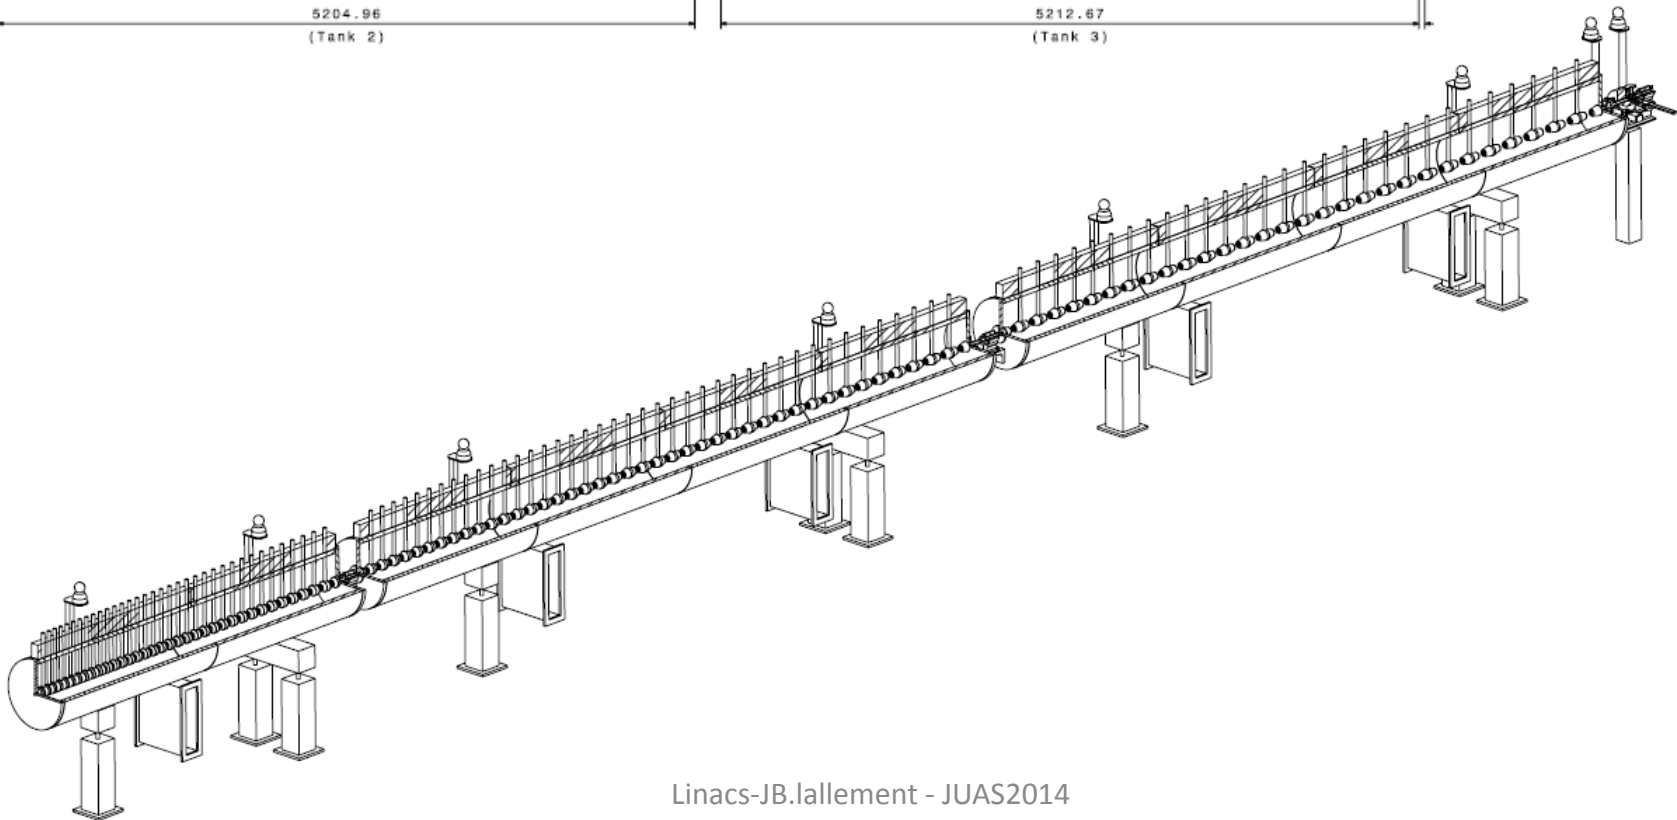 5204.96
(Tank 2)
5212.67
(Tank 3)
Linacs-JB.lallement - JUAS2014